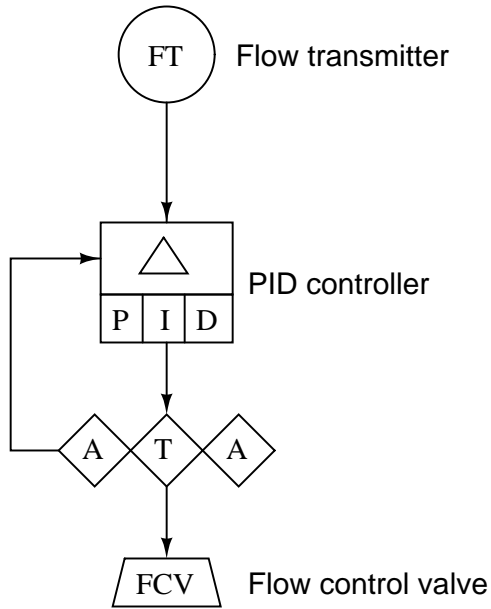 FT Flow transmitter
PID controller
P I D
A T A
FCV Flow control valve